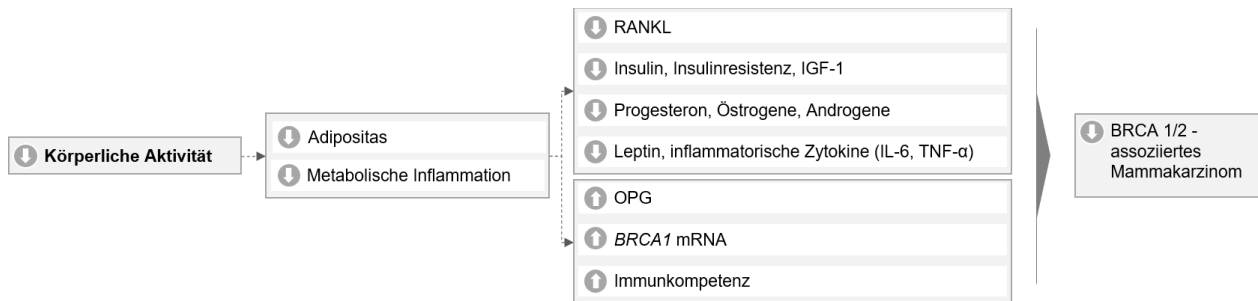 Körperliche Aktivität
Adipositas
Metabolische Inflammation
RANKL
Insulin, Insulinresistenz, IGF-1
Progesteron, Östrogene, Androgene
Leptin, inflammatorische Zytokine (IL-6, TNF-α)
OPG
BRCA1 mRNA
Immunkompetenz
BRCA 1/2 -
assoziiertes
Mammakarzinom